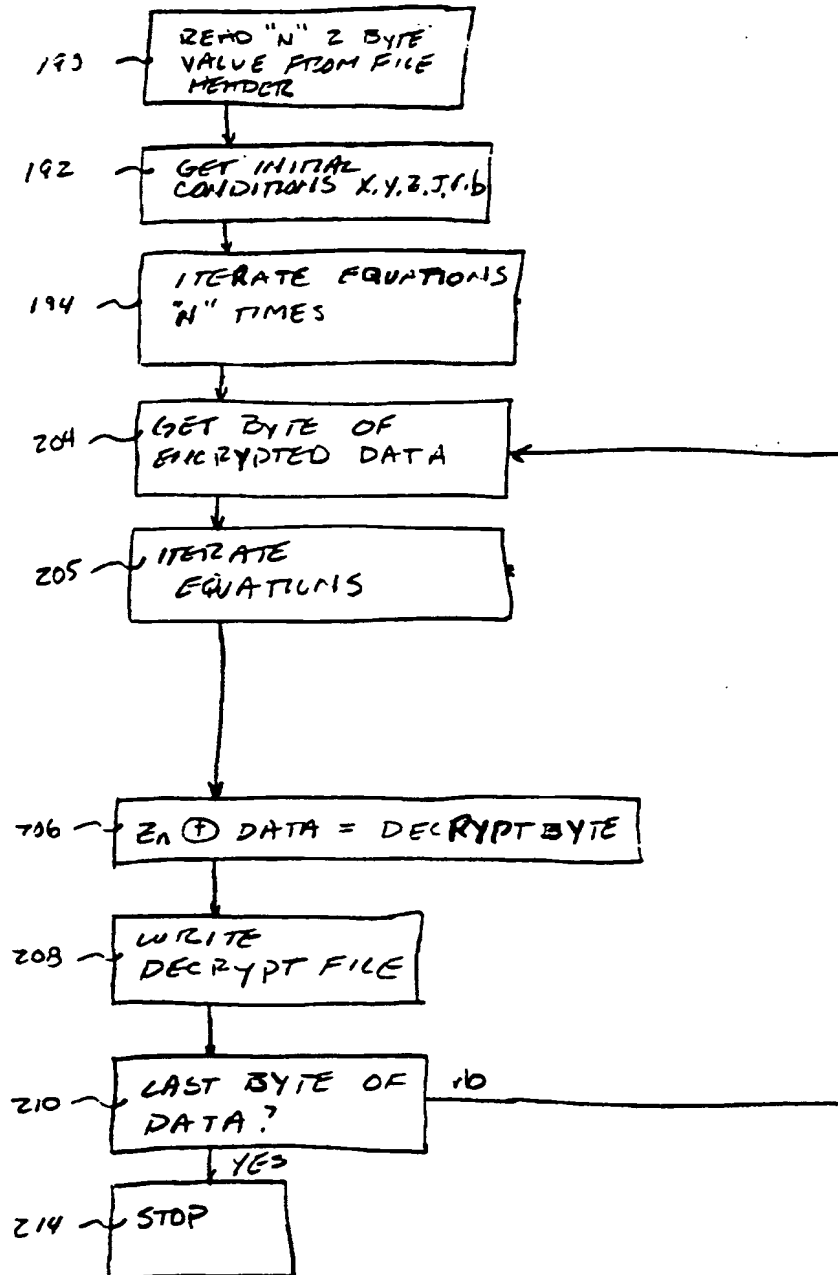 193
READ "N" 2 BYTE
VALUE FROM FILE
HEADER
192
GET INITIAL
CONDITIONS X.Y.Z.J.r.b
194
ITERATE EQUATIONS
"N" TIMES
204
GET BYTE OF
ENCRYPTED DATA
205
ITERATE
EQUATIONS
206
Zn ⊕ DATA = DECRYPT BYTE
208
WRITE
DECRYPT FILE
210
LAST BYTE OF
DATA?
NO
YES
214
STOP